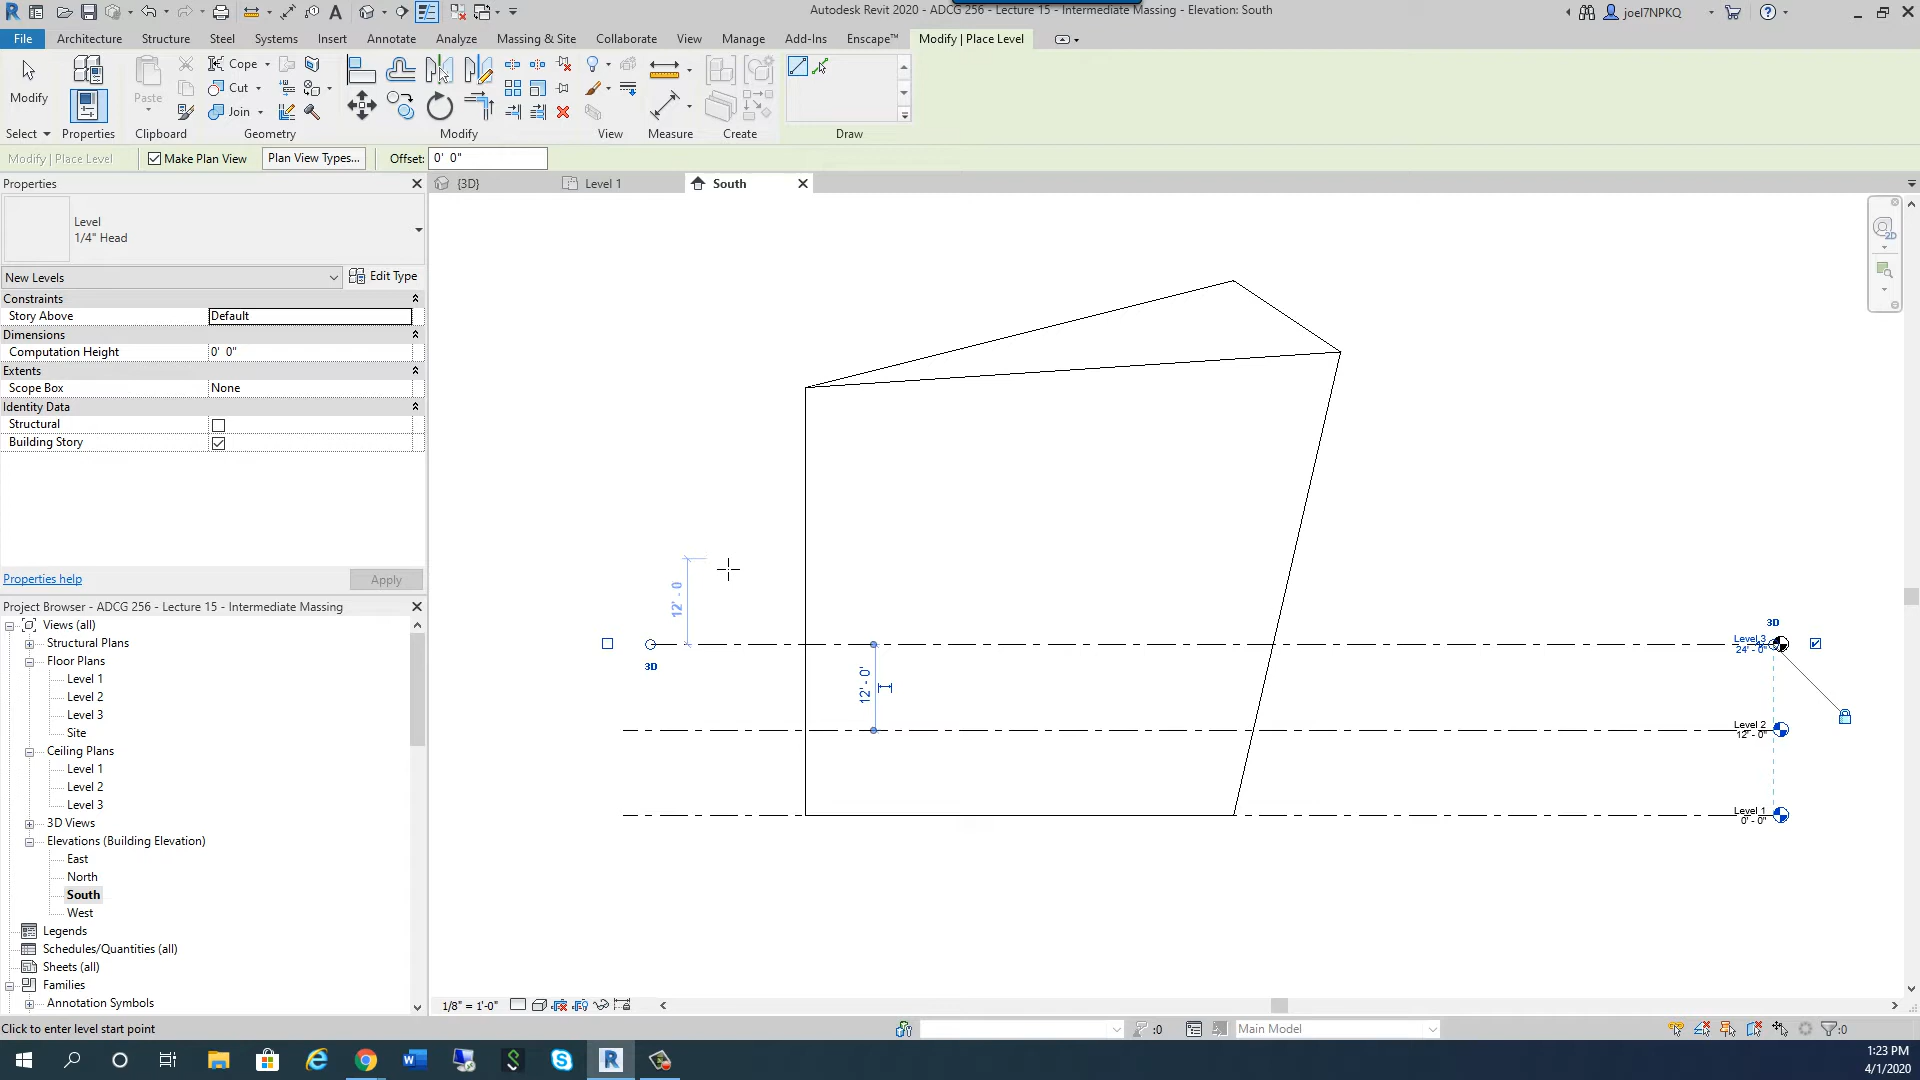 Autodesk Revit 2020 - ADCG 256 - Lecture 15 - Intermediate Massing - Elevation: South
joel7NPKQ
File Architecture Structure Steel Systems Insert Annotate Analyze Massing & Site Collaborate View Manage Add-Ins Enscape™ Modify | Place Level
Modify
Paste
Cope
Cut
Join
Select Properties Clipboard Geometry Modify View Measure Create Draw
Modify | Place Level Make Plan View Plan View Types... Offset: 0' 0"
Properties
{3D} Level 1 South
Level
1/4" Head
New Levels Edit Type
Constraints
Story Above Default
Dimensions
Computation Height 0' 0"
Extents
Scope Box None
Identity Data
Structural
Building Story
Properties help Apply
Project Browser - ADCG 256 - Lecture 15 - Intermediate Massing
Views (all)
Structural Plans
Floor Plans
Level 1
Level 2
Level 3
Site
Ceiling Plans
Level 1
Level 2
Level 3
3D Views
Elevations (Building Elevation)
East
North
South
West
Legends
Schedules/Quantities (all)
Sheets (all)
Families
Annotation Symbols
2D
12' - 0
3D
12' - 0"
3D
Level 3
24' - 0"
Level 2
12' - 0"
Level 1
0' - 0"
1/8" = 1'-0"
Click to enter level start point
:0
Main Model
:0
1:23 PM
4/1/2020